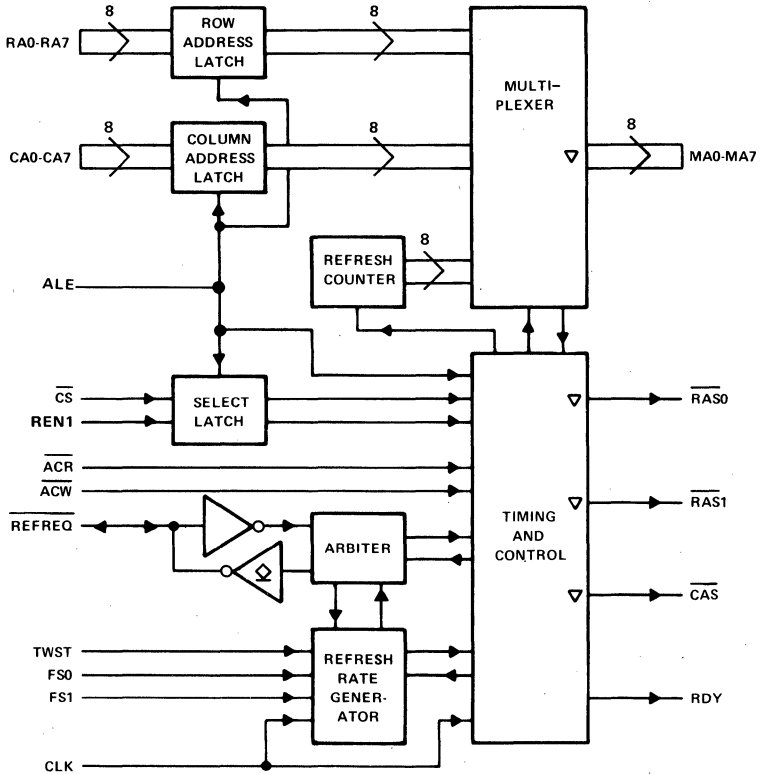 RA0-RA7
8
ROW
ADDRESS
LATCH
8
MULTI-
PLEXER
CA0-CA7
8
COLUMN
ADDRESS
LATCH
8
8
MA0-MA7
REFRESH
COUNTER
8
ALE
CS
REN1
SELECT
LATCH
RAS0
ACR
ACW
REFREQ
ARBITER
TIMING
AND
CONTROL
RAS1
CAS
TWST
FS0
FS1
REFRESH
RATE
GENER-
ATOR
RDY
CLK